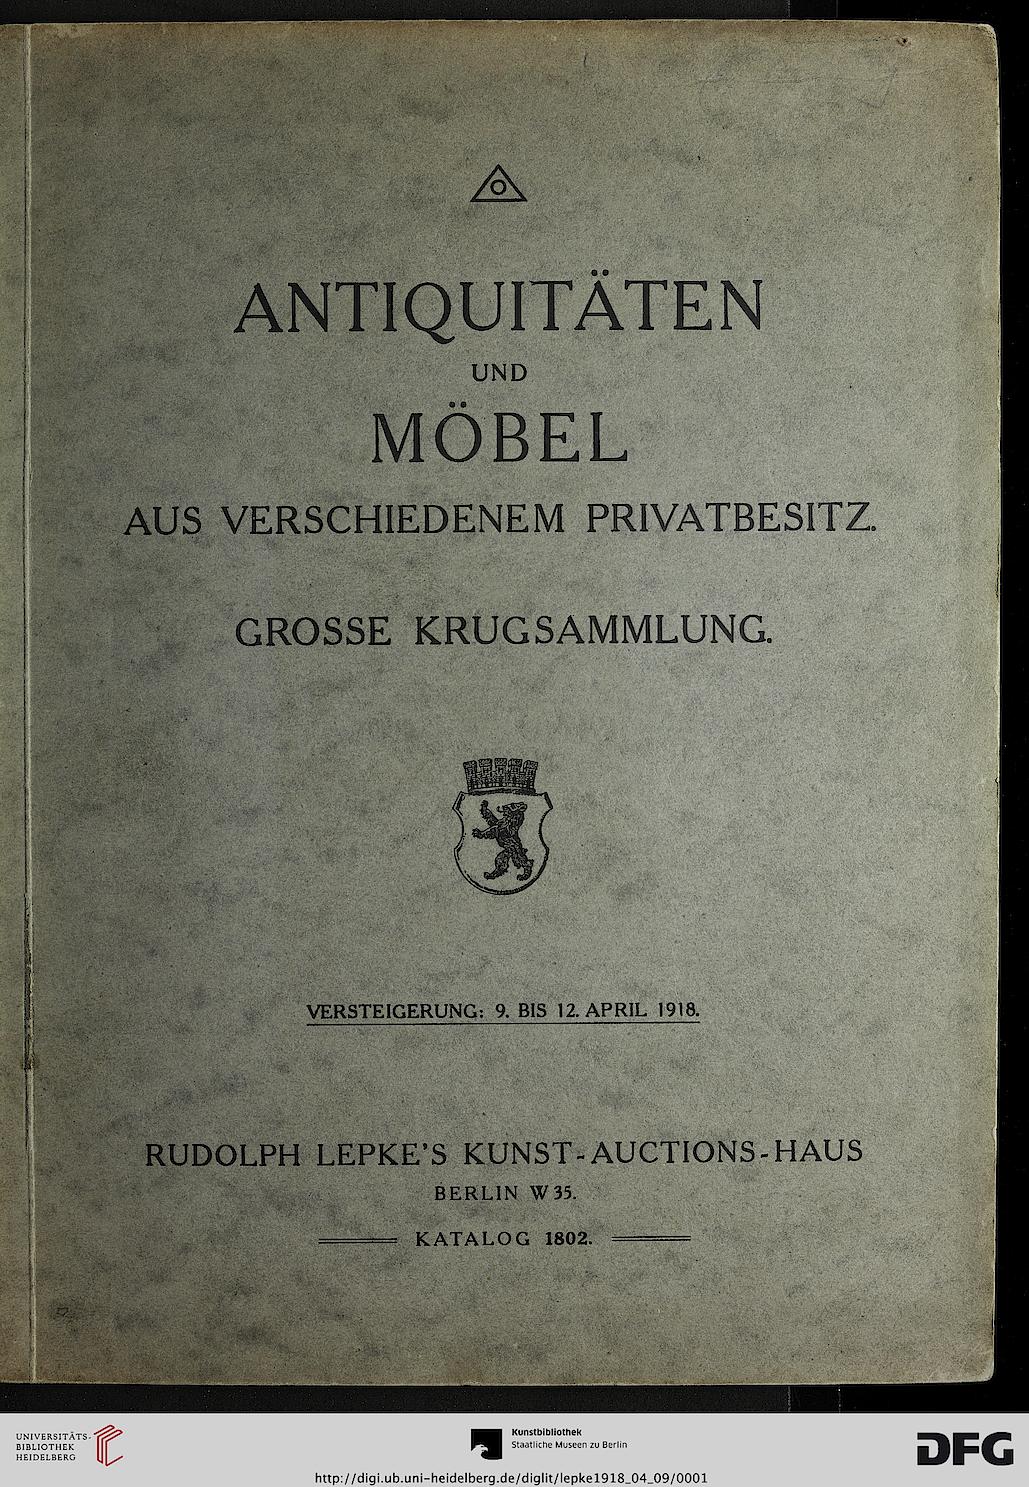 ANTIQUITÄTEN
UND
MÖBEL
AUS VERSCHIEDENEM PRIVATBESITZ.
GROSSE KRUGSAMMLUNG.
VERSTEIGERUNG: 9. BIS 12. APRIL 1918.
RUDOLPH LEPKE'S KUNST-AUCTIONS-HAUS
BERLIN W 35.
KATALOG 1802.
UNIVERSITÄTS-
BIBLIOTHEK
HEIDELBERG
Kunstbibliothek
Staatliche Museen zu Berlin
DFG
http://digi.ub.uni-heidelberg.de/diglit/lepke1918_04_09/0001